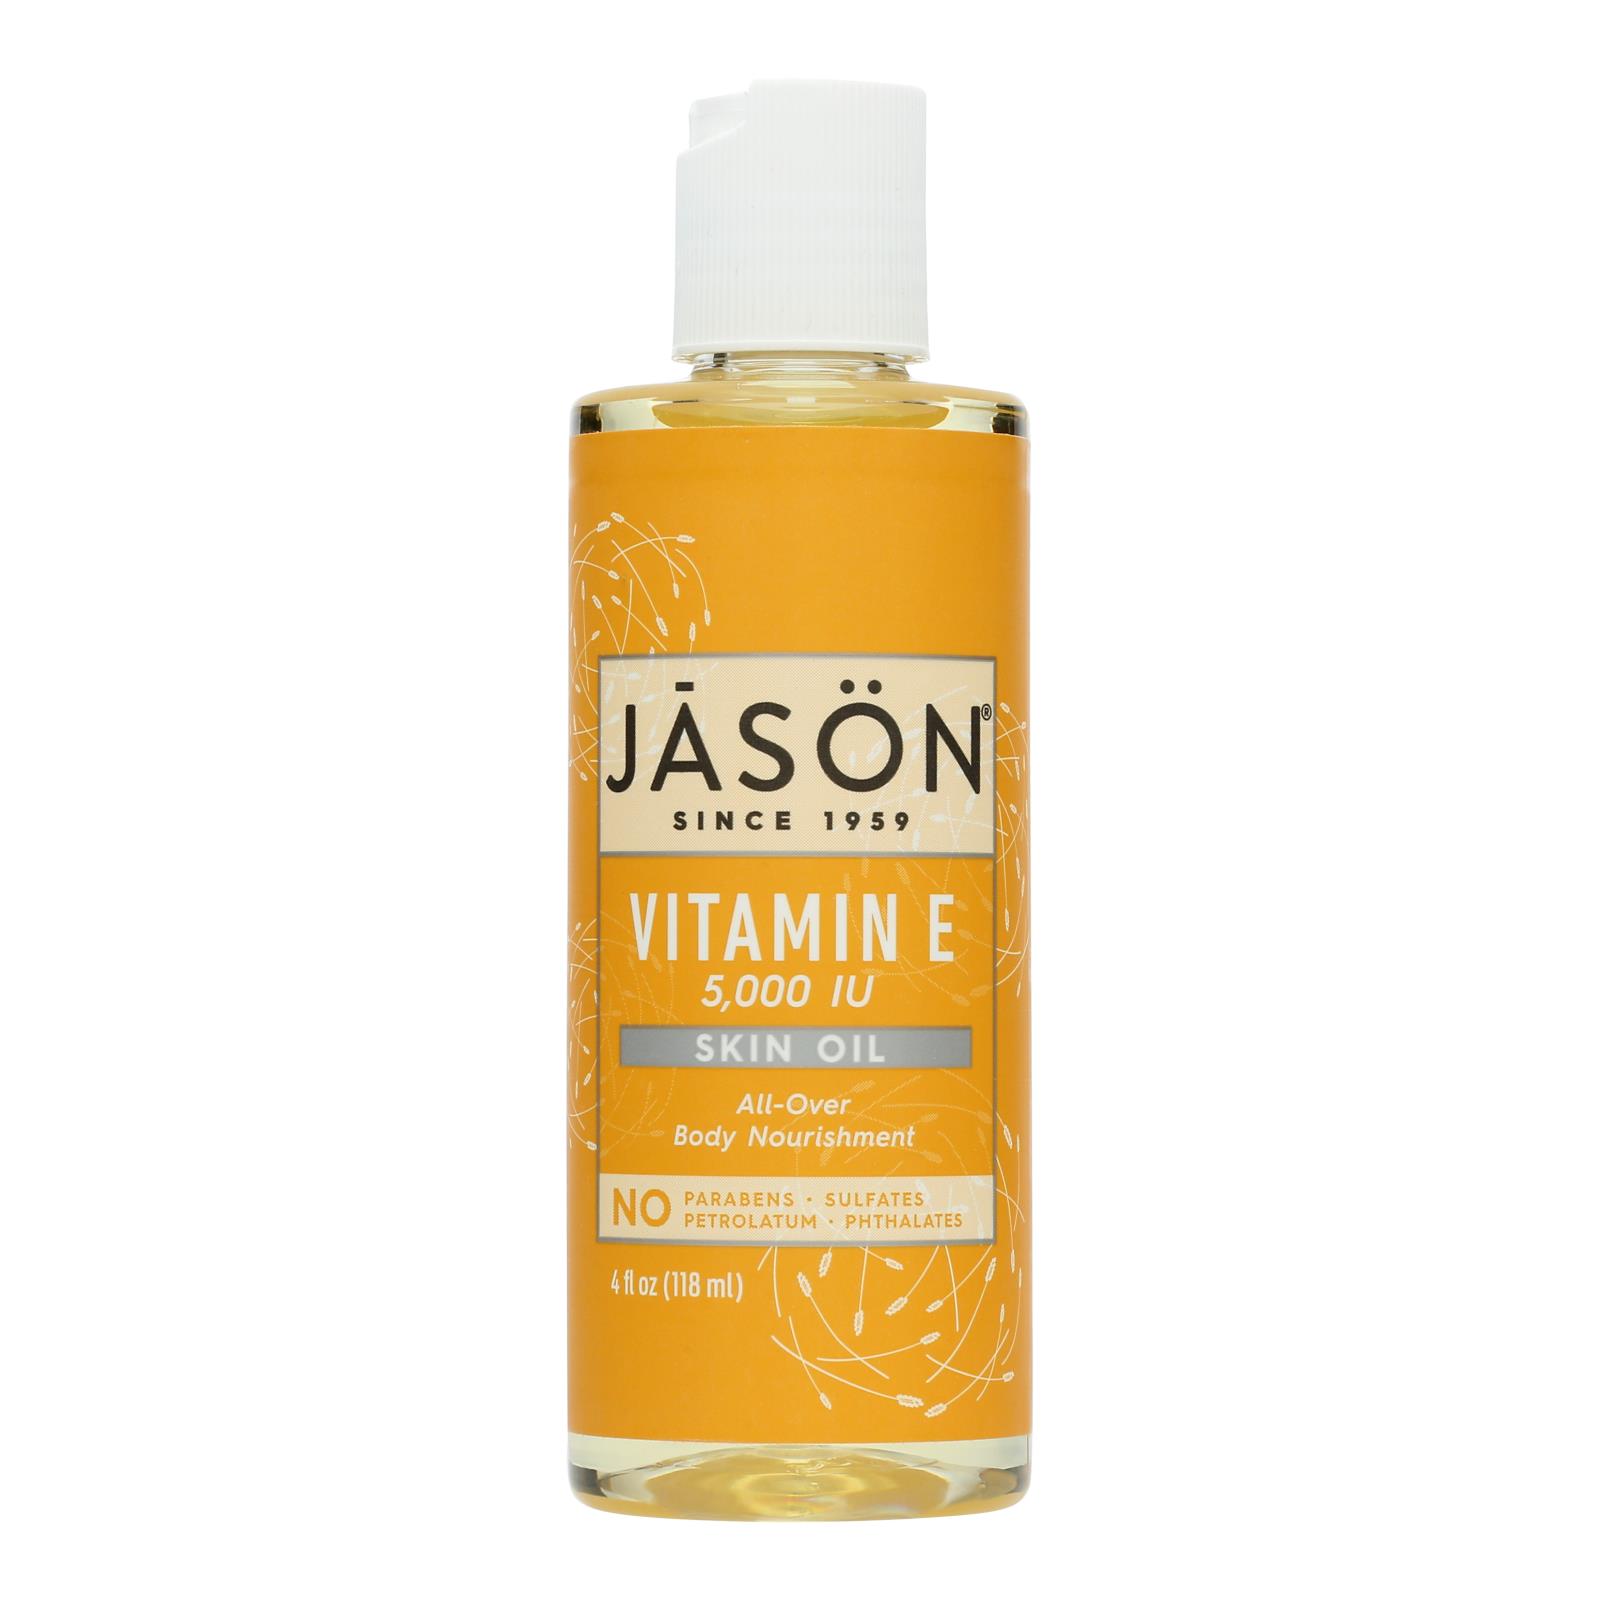 JĀSÖN®
SINCE 1959
VITAMIN E
5,000 IU
SKIN OIL
All-Over
Body Nourishment
NO PARABENS · SULFATES
PETROLATUM · PHTHALATES
4 fl oz (118 ml)